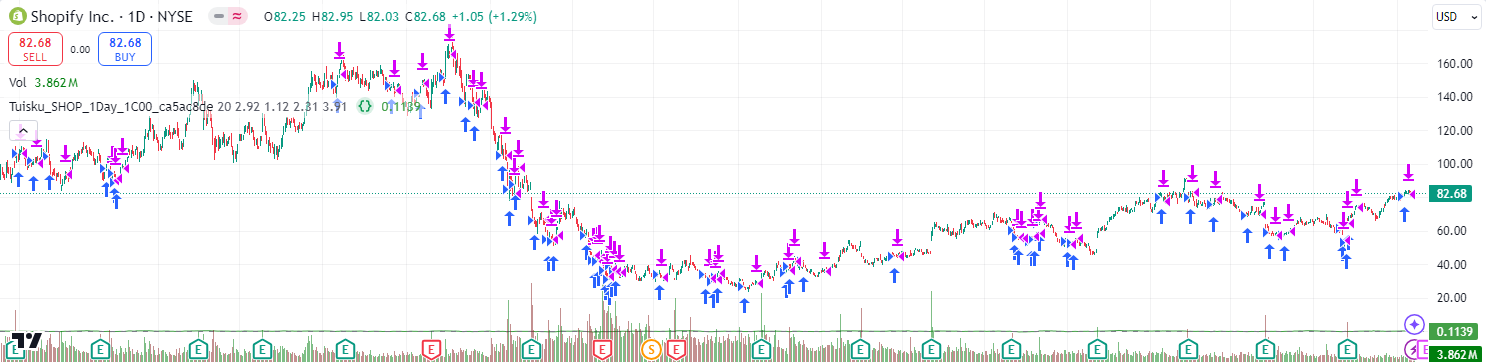 Shopify Inc. · 1D · NYSE O82.25 H82.95 L82.03 C82.68 +1.05 (+1.29%)
USD
82.68 0.00 82.68
SELL BUY
Vol 3.862M
Tuisku_SHOP_1Day_1C00_ca5ac8de 20 2.92 1.12 2.31 3.91 {} 0.1139
160.00
140.00
120.00
100.00
82.68
60.00
40.00
20.00
0.1139
3.862M
E E E E E E E E S E E E E E E E E E E